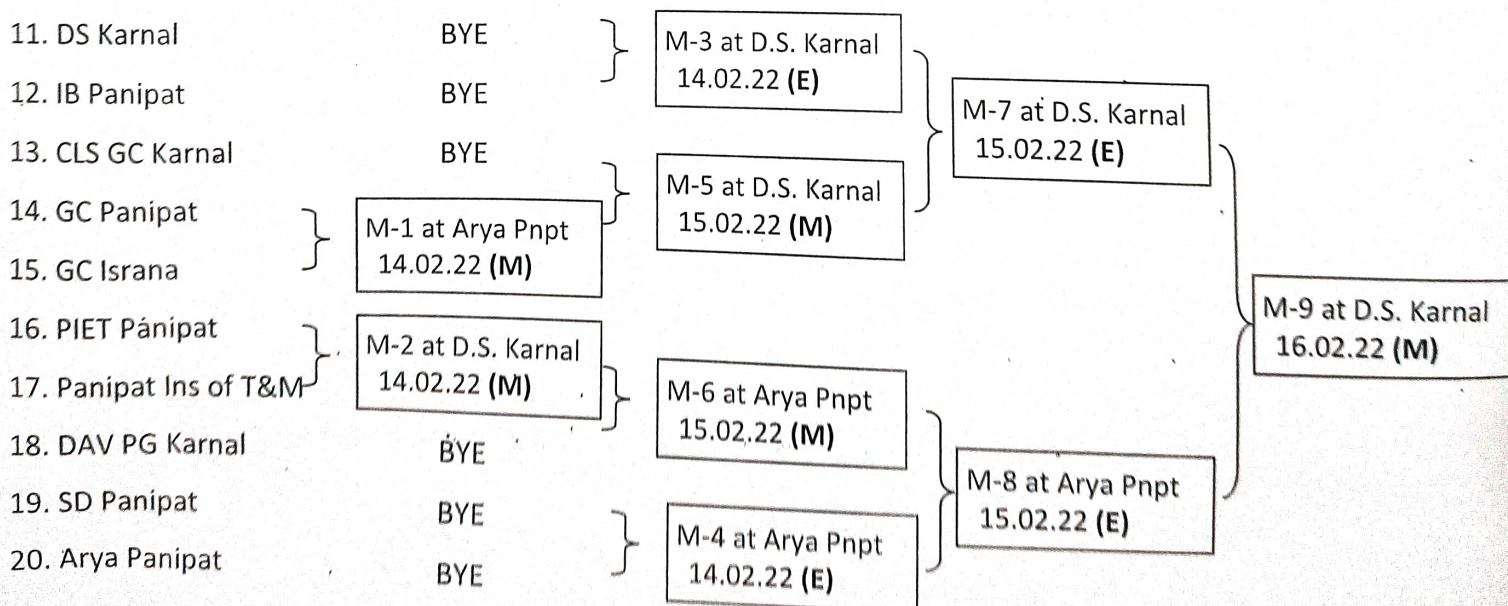 11. DS Karnal BYE
M-3 at D.S. Karnal
14.02.22 (E)
12. IB Panipat BYE
M-7 at D.S. Karnal
15.02.22 (E)
13. CLS GC Karnal BYE
M-5 at D.S. Karnal
15.02.22 (M)
14. GC Panipat
M-1 at Arya Pnpt
14.02.22 (M)
15. GC Israna
M-9 at D.S. Karnal
16.02.22 (M)
16. PIET Panipat
M-2 at D.S. Karnal
14.02.22 (M)
17. Panipat Ins of T&M
M-6 at Arya Pnpt
15.02.22 (M)
18. DAV PG Karnal BYE
M-8 at Arya Pnpt
15.02.22 (E)
19. SD Panipat BYE
M-4 at Arya Pnpt
14.02.22 (E)
20. Arya Panipat BYE